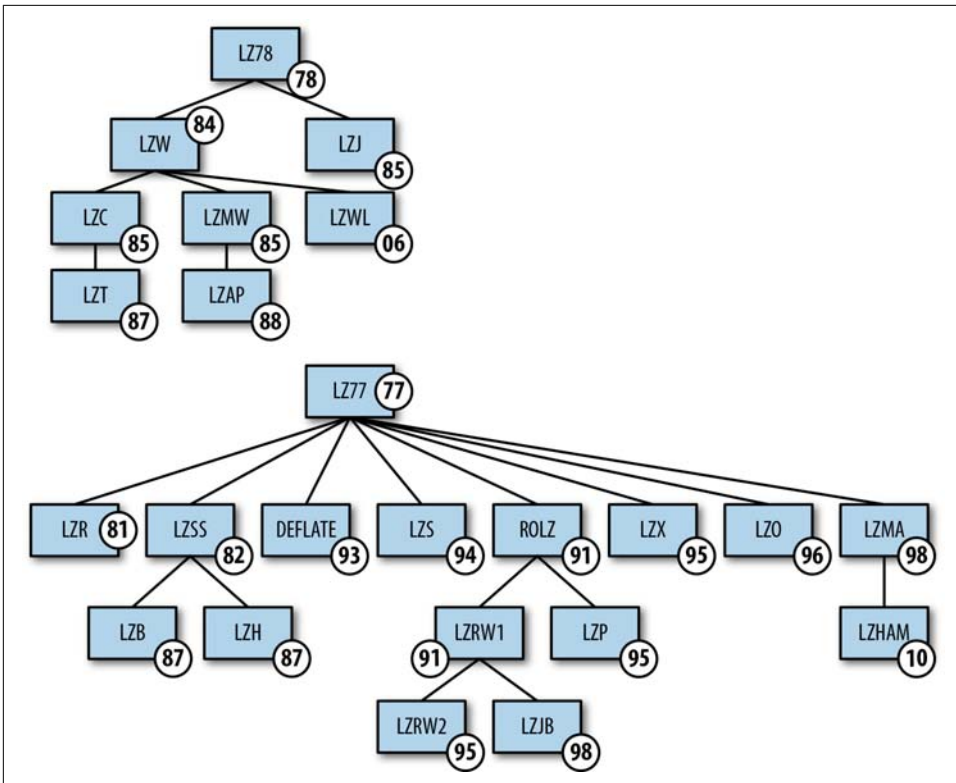 LZ78
78
LZW
84
LZJ
85
LZC
85
LZMW
85
LZWL
06
LZT
87
LZAP
88
LZ77
77
LZR
81
LZSS
82
DEFLATE
93
LZS
94
ROLZ
91
LZX
95
LZO
96
LZMA
98
LZB
87
LZH
87
LZRW1
91
LZP
95
LZHAM
10
LZRW2
95
LZJB
98